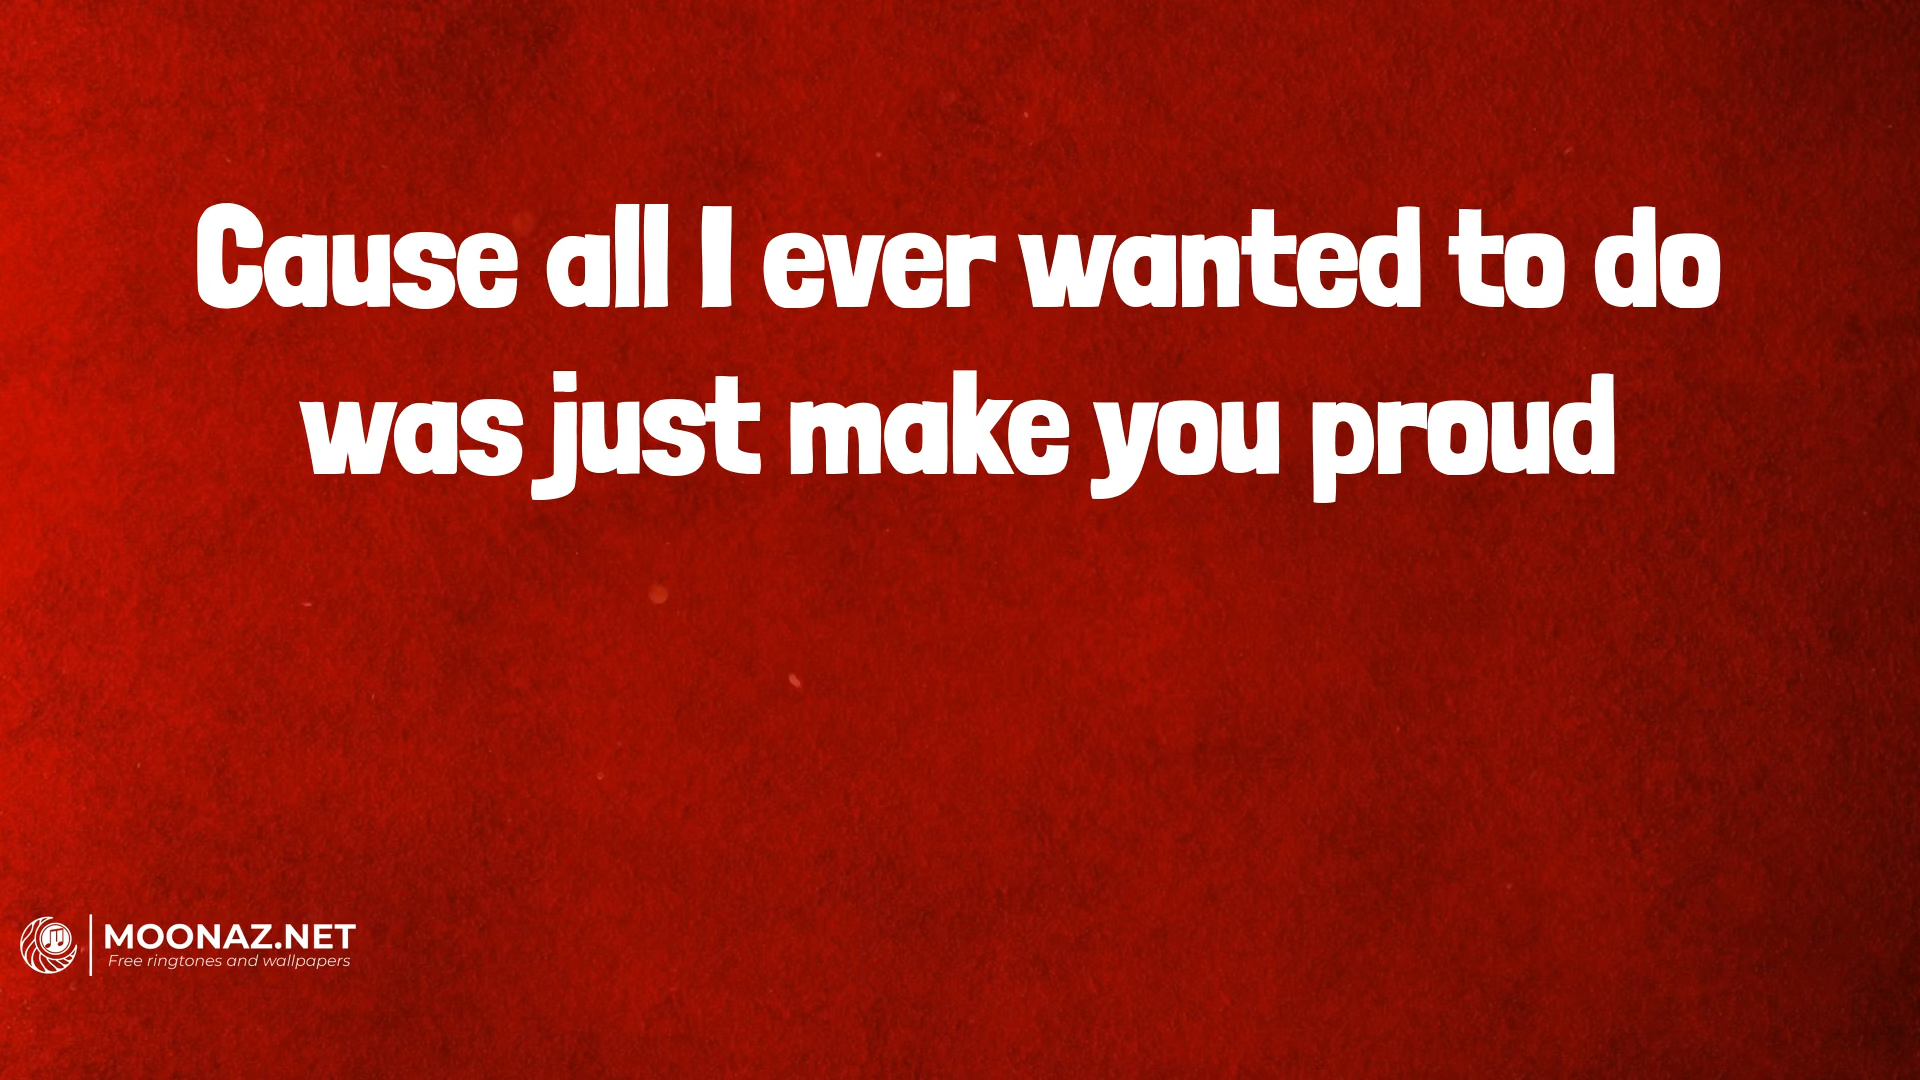 Cause all I ever wanted to do
was just make you proud
MOONAZ.NET
Free ringtones and wallpapers